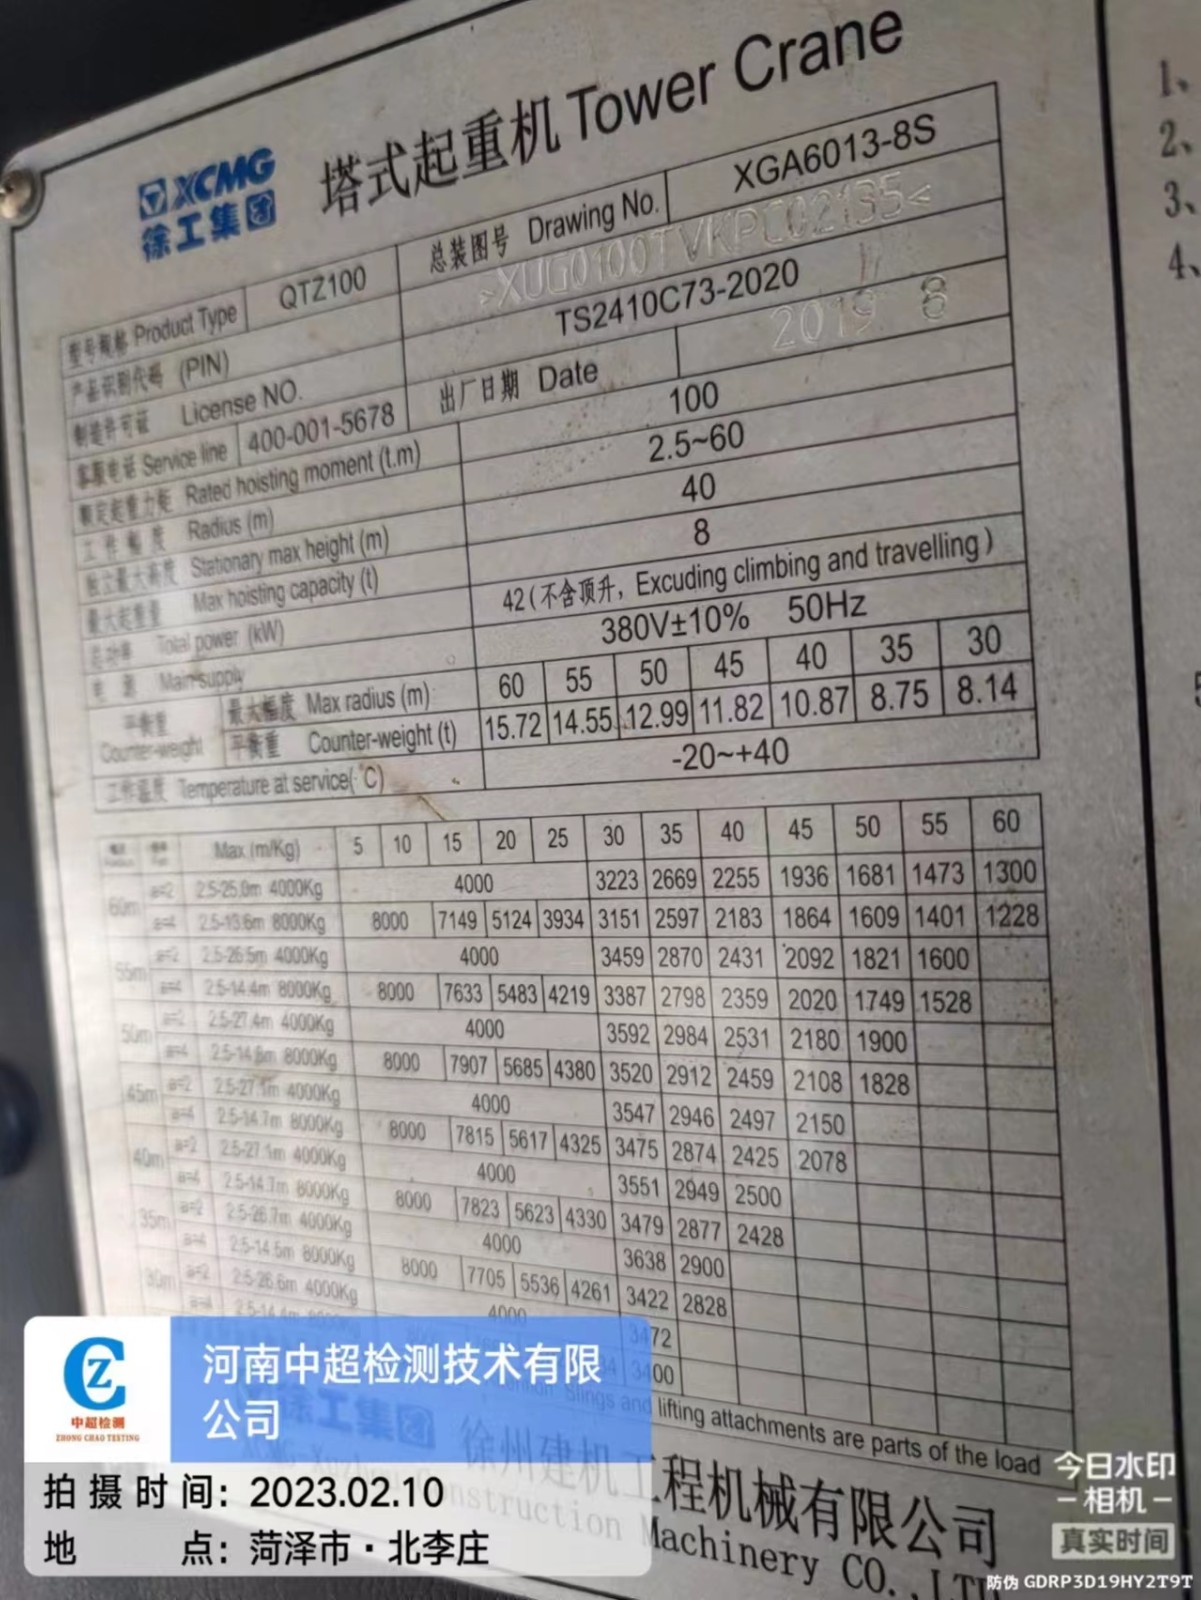 XCMG
徐工集团
塔式起重机 Tower Crane
型号规格 Product Type QTZ100 总装图号 Drawing No. XGA6013-8S
产品识别代码 (PIN) >XUG0100TVKPC02135<
制造许可证 License NO. TS2410C73-2020
客服电话 Service line 400-001-5678 出厂日期 Date 2019 8
额定起重力矩 Rated hoisting moment (t.m) 100
工作幅度 Radius (m) 2.5~60
独立最大高度 Stationary max height (m) 40
最大起重量 Max hoisting capacity (t) 8
总功率 Total power (kW) 42(不含顶升, Excuding climbing and travelling)
电源 Main supply 380V±10% 50Hz
平衡重 Counter-weight 最大幅度 Max radius (m) 60 55 50 45 40 35 30
平衡重 Counter-weight (t) 15.72 14.55 12.99 11.82 10.87 8.75 8.14
工作温度 Temperature at service(℃) -20~+40
Max (m/Kg) 5 10 15 20 25 30 35 40 45 50 55 60
60m a=2 2.5-25.0m 4000Kg 4000 3223 2669 2255 1936 1681 1473 1300
a=4 2.5-13.6m 8000Kg 8000 7149 5124 3934 3151 2597 2183 1864 1609 1401 1228
55m a=2 2.5-26.5m 4000Kg 4000 3459 2870 2431 2092 1821 1600
a=4 2.5-14.4m 8000Kg 8000 7633 5483 4219 3387 2798 2359 2020 1749 1528
50m a=2 2.5-27.4m 4000Kg 4000 3592 2984 2531 2180 1900
a=4 2.5-14.8m 8000Kg 8000 7907 5685 4380 3520 2912 2459 2108 1828
45m a=2 2.5-27.1m 4000Kg 4000 3547 2946 2497 2150
a=4 2.5-14.7m 8000Kg 8000 7815 5617 4325 3475 2874 2425 2078
40m a=2 2.5-27.1m 4000Kg 4000 3551 2949 2500
a=4 2.5-14.7m 8000Kg 8000 7823 5623 4330 3479 2877 2428
35m a=2 2.5-26.7m 4000Kg 4000 3638 2900
a=4 2.5-14.5m 8000Kg 8000 7705 5536 4261 3422 2828
30m a=2 2.5-26.6m 4000Kg 4000 3472
a=4 3400
Slings and lifting attachments are parts of the load
徐工集团 徐州建机工程机械有限公司
Construction Machinery CO.,LTD
1、
2、
3、
4、
中超检测
ZHONG CHAO TESTING
河南中超检测技术有限
公司
拍摄时间: 2023.02.10
地点: 菏泽市·北李庄
今日水印
-相机-
真实时间
防伪 GDRP3D19HY2T9T